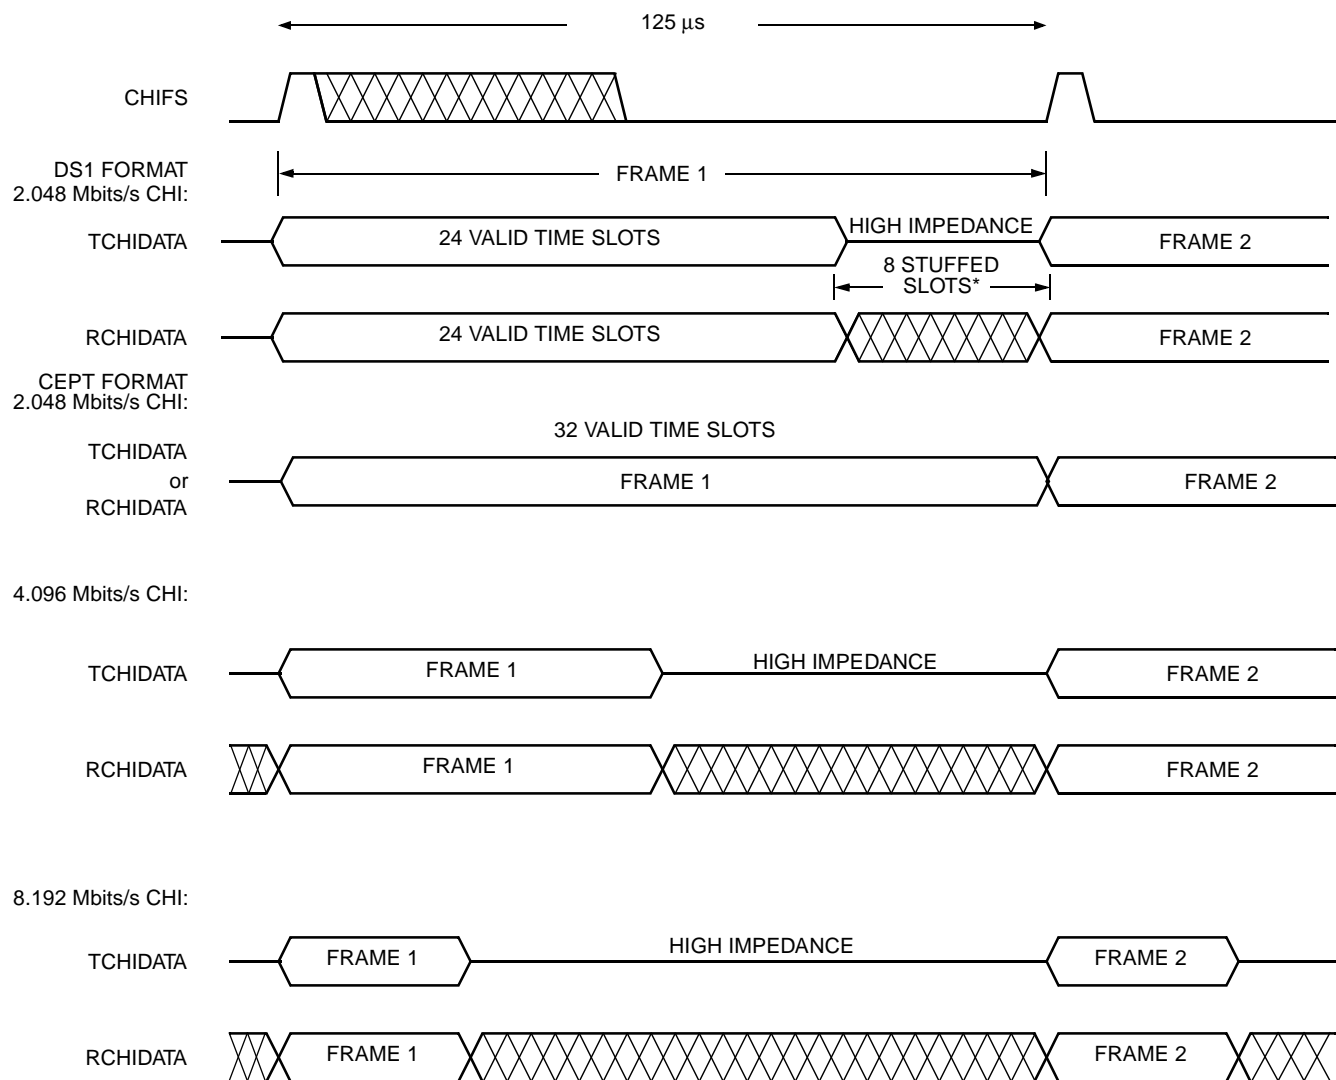 125 µs
CHIFS
DS1 FORMAT
2.048 Mbits/s CHI:
FRAME 1
TCHIDATA
24 VALID TIME SLOTS
HIGH IMPEDANCE
FRAME 2
8 STUFFED
SLOTS*
RCHIDATA
24 VALID TIME SLOTS
FRAME 2
CEPT FORMAT
2.048 Mbits/s CHI:
32 VALID TIME SLOTS
TCHIDATA
or
RCHIDATA
FRAME 1
FRAME 2
4.096 Mbits/s CHI:
TCHIDATA
FRAME 1
HIGH IMPEDANCE
FRAME 2
RCHIDATA
FRAME 1
FRAME 2
8.192 Mbits/s CHI:
TCHIDATA
FRAME 1
HIGH IMPEDANCE
FRAME 2
RCHIDATA
FRAME 1
FRAME 2